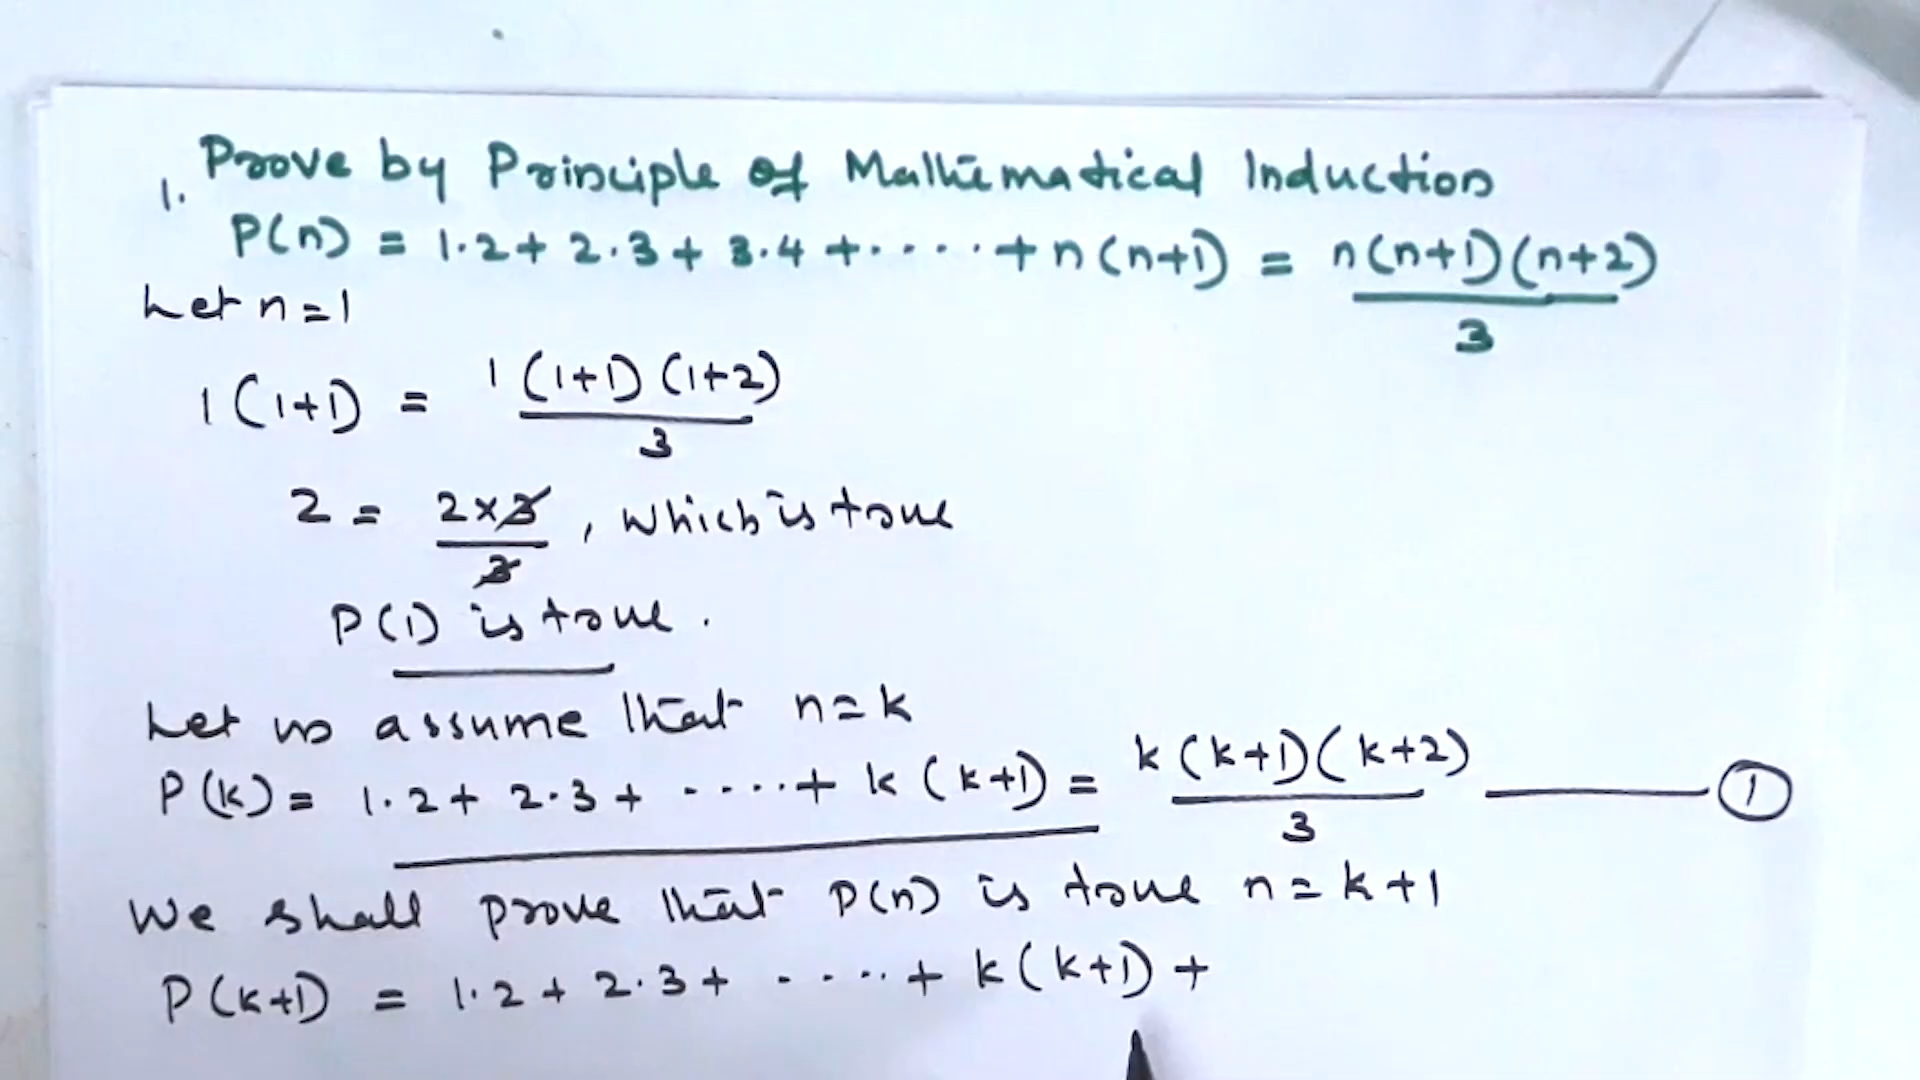 1. Prove by Principle of Mathematical Induction
P(n) = 1·2 + 2·3 + 3·4 + ····· + n(n+1) = n(n+1)(n+2) / 3
Let n=1
1(1+1) = 1(1+1)(1+2) / 3
2 = 2×3 / 3 , which is true
P(1) is true.
Let us assume that n=k
P(k) = 1·2 + 2·3 + ·····+ k(k+1) = k(k+1)(k+2) / 3 ——— ①
We shall prove that P(n) is true n=k+1
P(k+1) = 1·2 + 2·3 + ·····+ k(k+1) +